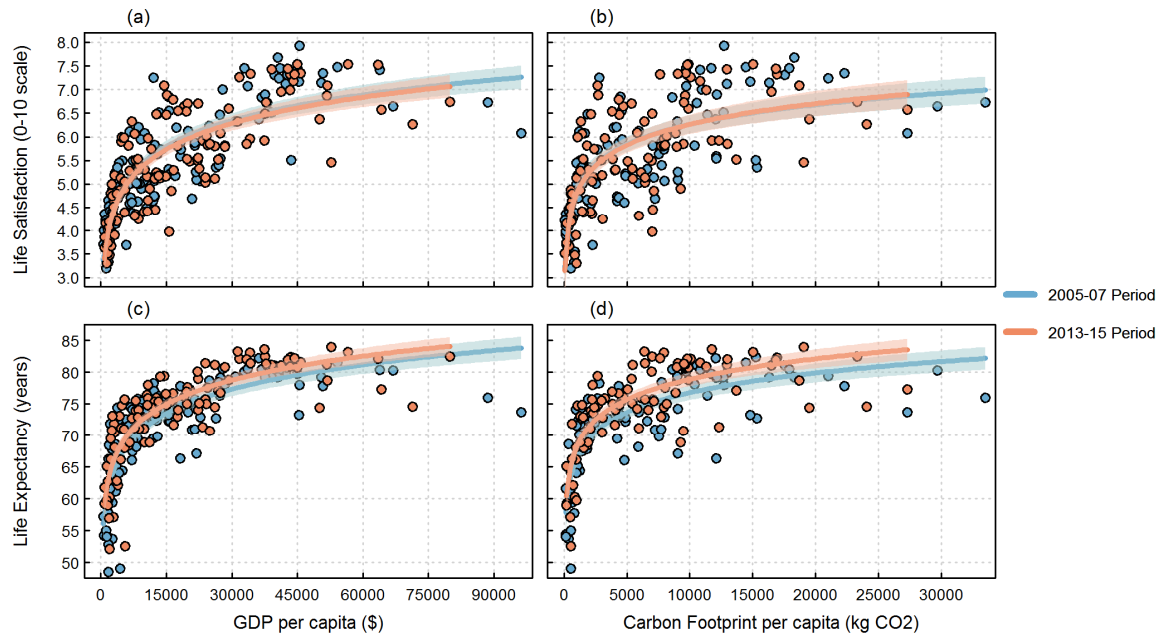 (a) (b)
Life Satisfaction (0-10 scale)
8.0
7.5
7.0
6.5
6.0
5.5
5.0
4.5
4.0
3.5
3.0
(c) (d)
Life Expectancy (years)
85
80
75
70
65
60
55
50
0 15000 30000 45000 60000 75000 90000
0 5000 10000 15000 20000 25000 30000
GDP per capita ($)
Carbon Footprint per capita (kg CO2)
2005-07 Period
2013-15 Period